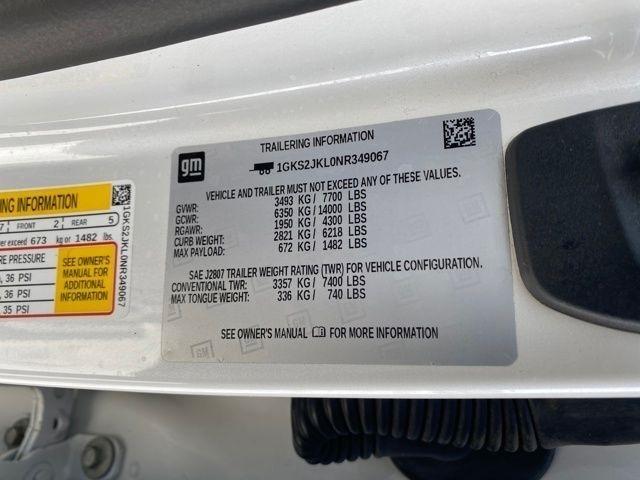 gm
TRAILERING INFORMATION
1GKS2JKL0NR349067
VEHICLE AND TRAILER MUST NOT EXCEED ANY OF THESE VALUES.
GVWR: 3493 KG / 7700 LBS
GCWR: 6350 KG / 14000 LBS
RGAWR: 1950 KG / 4300 LBS
CURB WEIGHT: 2821 KG / 6218 LBS
MAX PAYLOAD: 672 KG / 1482 LBS
SAE J2807 TRAILER WEIGHT RATING (TWR) FOR VEHICLE CONFIGURATION.
CONVENTIONAL TWR: 3357 KG / 7400 LBS
MAX TONGUE WEIGHT: 336 KG / 740 LBS
SEE OWNER'S MANUAL FOR MORE INFORMATION
ING INFORMATION
7 FRONT 2 REAR 5
er exceed 673 kg or 1482 lbs.
RE PRESSURE
, 36 PSI
, 36 PSI
35 PSI
SEE OWNER'S
MANUAL FOR
ADDITIONAL
INFORMATION
1GKS2JKL0NR349067